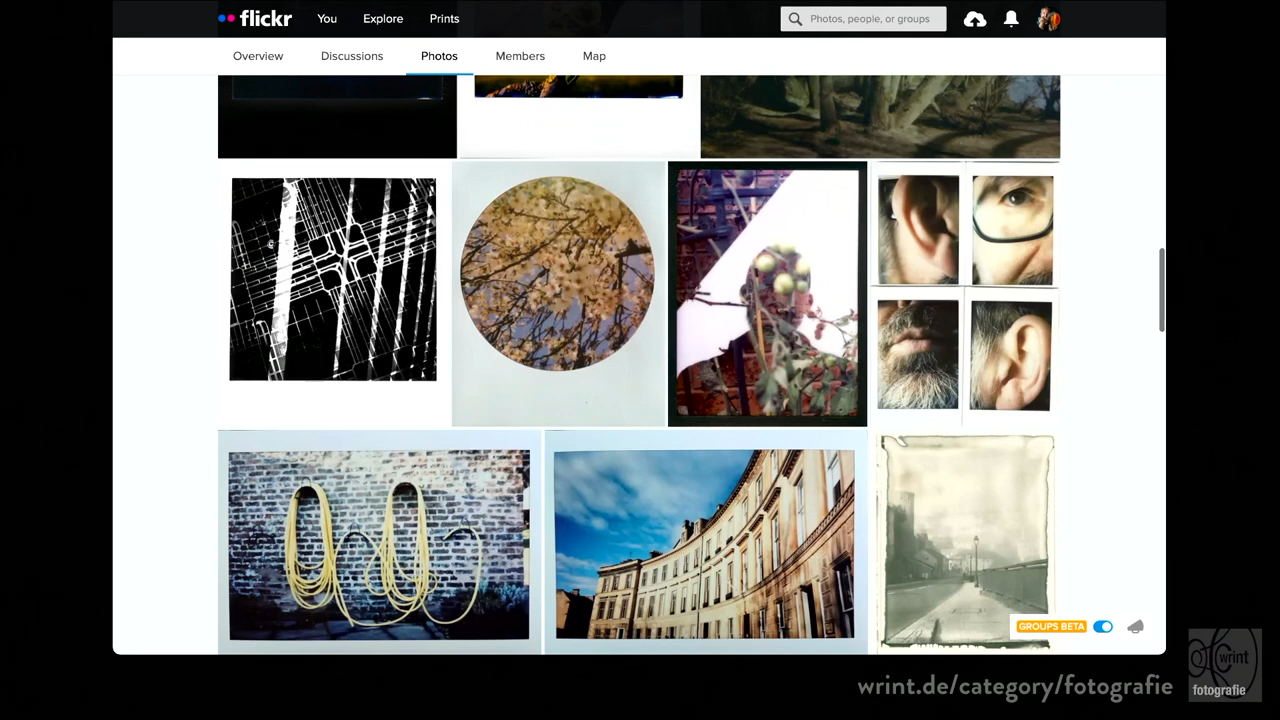 flickr
You
Explore
Prints
Photos, people, or groups
Overview
Discussions
Photos
Members
Map
GROUPS BETA
wrint.de/category/fotografie
wrint
fotografie